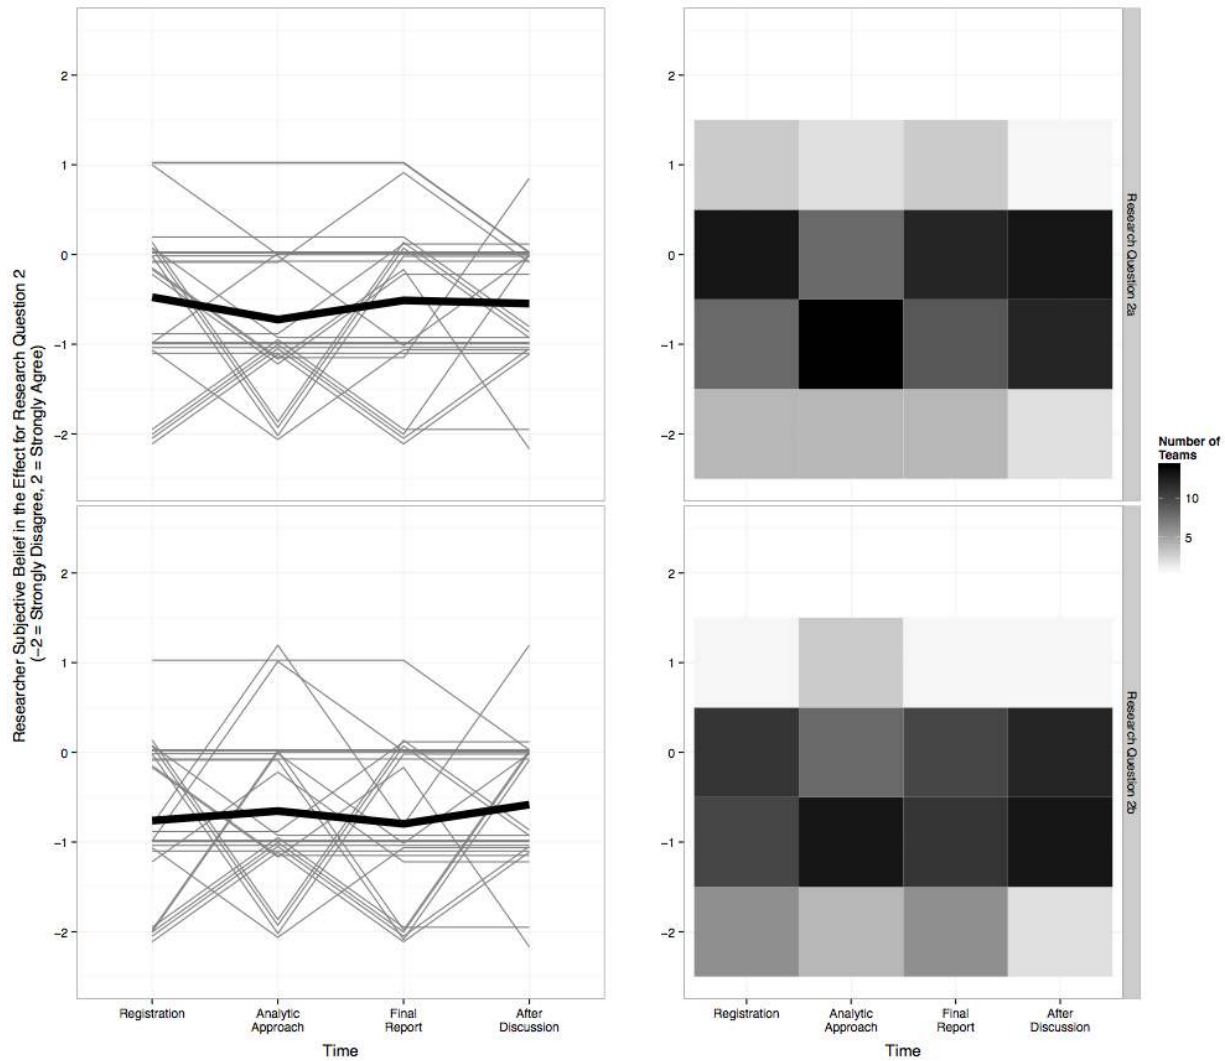 Researcher Subjective Belief in the Effect for Research Question 2
(−2 = Strongly Disagree, 2 = Strongly Agree)
2
1
0
−1
−2
2
1
0
−1
−2
Research Question 2a
2
1
0
−1
−2
2
1
0
−1
−2
Research Question 2b
Registration
Analytic
Approach
Final
Report
After
Discussion
Time
Registration
Analytic
Approach
Final
Report
After
Discussion
Time
Number of
Teams
10
5